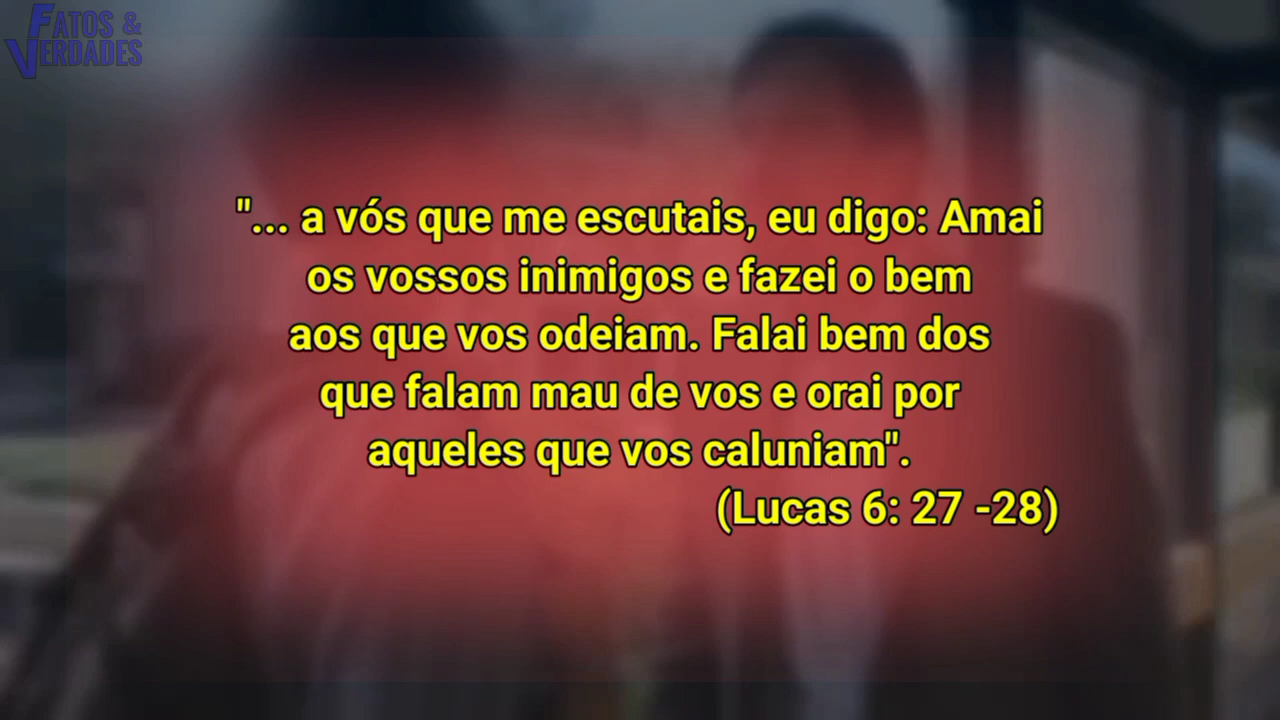 FATOS &
VERDADES
"... a vós que me escutais, eu digo: Amai
os vossos inimigos e fazei o bem
aos que vos odeiam. Falai bem dos
que falam mau de vos e orai por
aqueles que vos caluniam".
(Lucas 6: 27 -28)